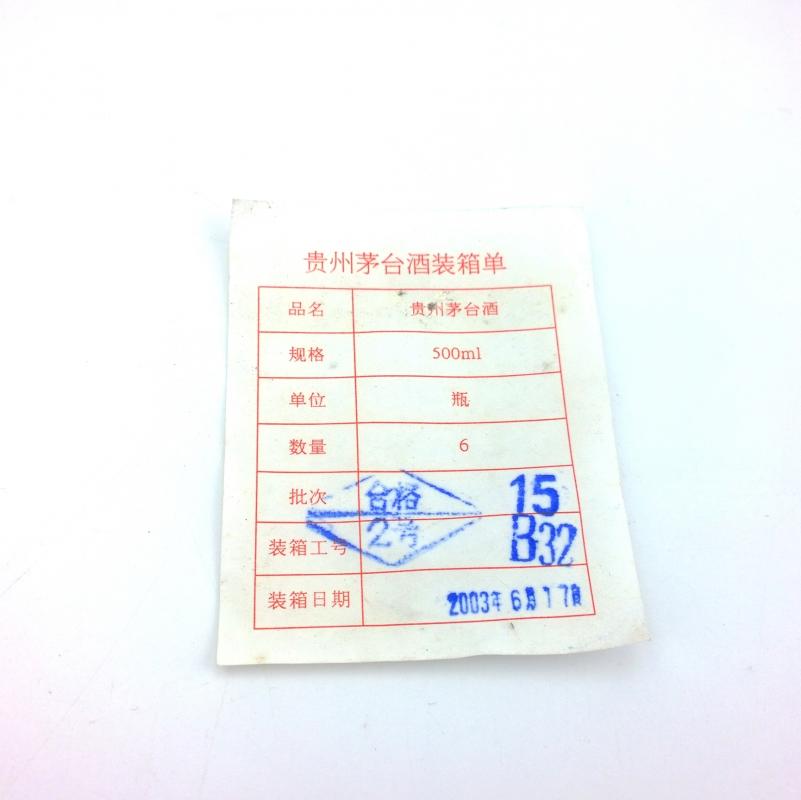 贵州茅台酒装箱单
品名 贵州茅台酒
规格 500ml
单位 瓶
数量 6
批次 合格 15
装箱工号 2号 B32
装箱日期 2003年6月17日